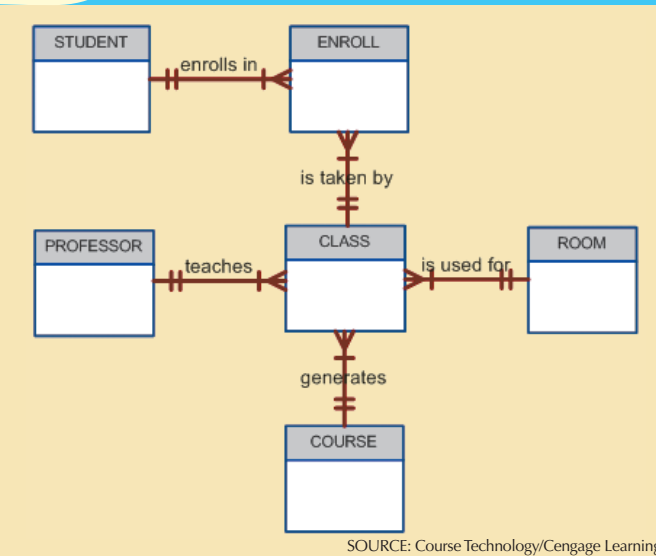 STUDENT
enrolls in
ENROLL
is taken by
PROFESSOR
teaches
CLASS
is used for
ROOM
generates
COURSE
SOURCE: Course Technology/Cengage Learning